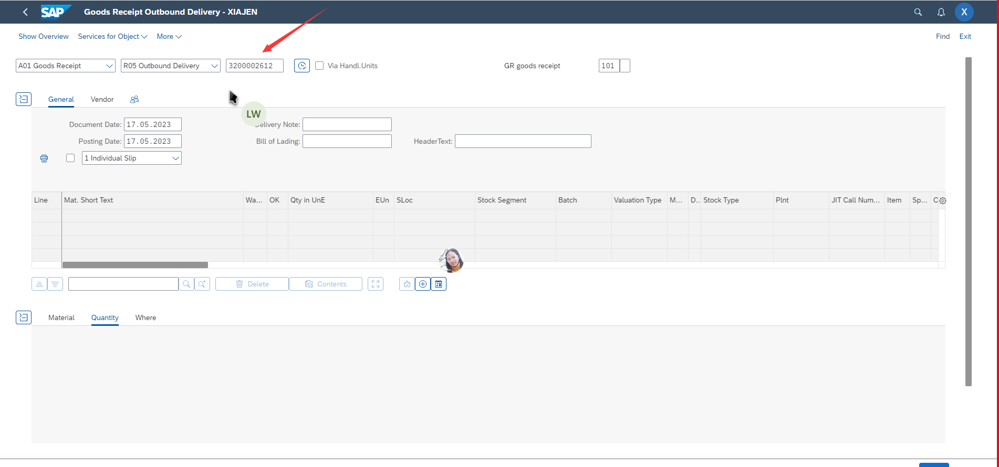 SAP Goods Receipt Outbound Delivery - XIAJEN X
Show Overview Services for Object More Find Exit
A01 Goods Receipt R05 Outbound Delivery 3200002612 Via Handl.Units GR goods receipt 101
General Vendor
LW
Document Date: 17.05.2023 Delivery Note:
Posting Date: 17.05.2023 Bill of Lading: HeaderText:
1 Individual Slip
Line Mat. Short Text Wa... OK Qty in UnE EUn SLoc Stock Segment Batch Valuation Type M... D.. Stock Type Plnt JIT Call Num... Item Sp... C
Delete Contents
Material Quantity Where